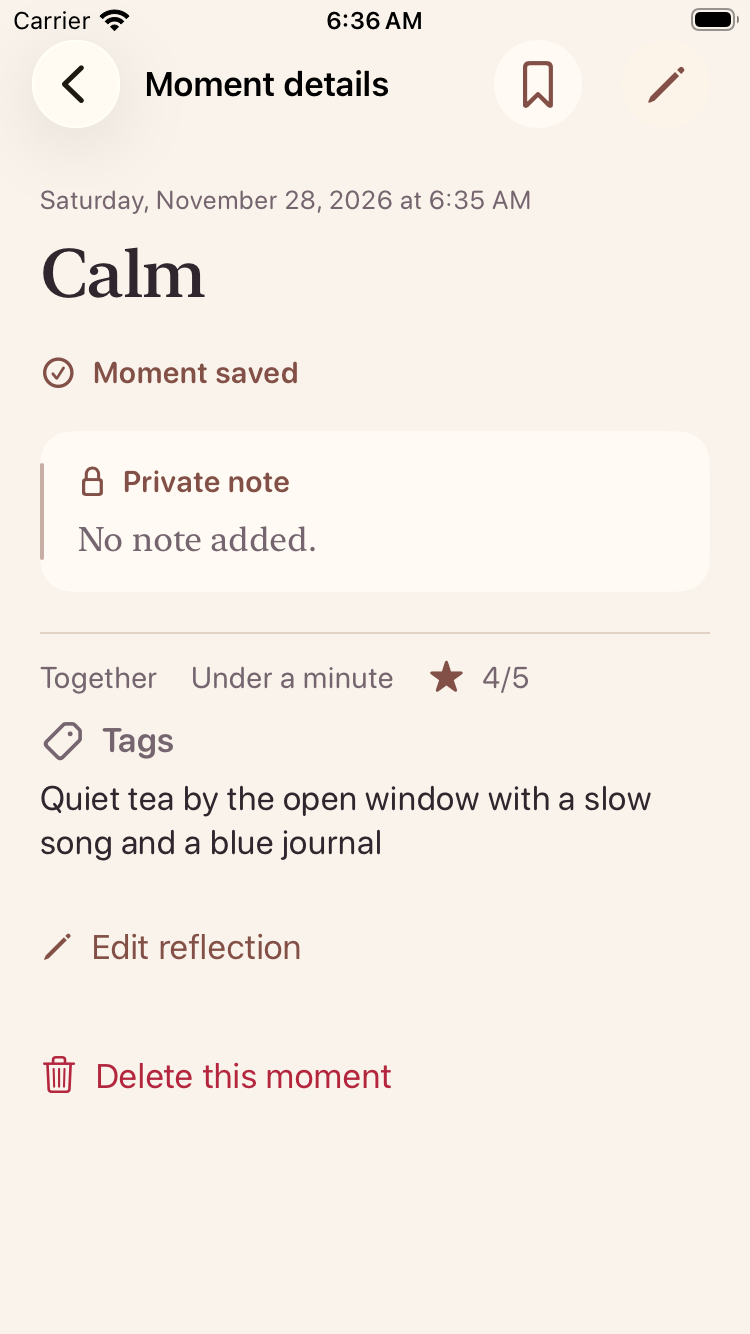 Carrier 6:36 AM
Moment details
Saturday, November 28, 2026 at 6:35 AM
Calm
Moment saved
Private note
No note added.
Together Under a minute 4/5
Tags
Quiet tea by the open window with a slow
song and a blue journal
Edit reflection
Delete this moment